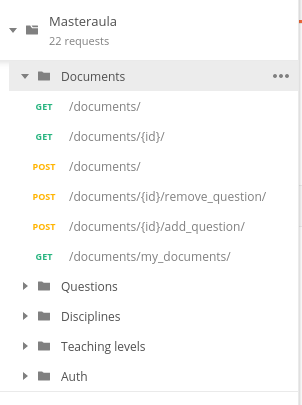 Masteraula
22 requests
Documents
GET /documents/
GET /documents/{id}/
POST /documents/
POST /documents/{id}/remove_question/
POST /documents/{id}/add_question/
GET /documents/my_documents/
Questions
Disciplines
Teaching levels
Auth